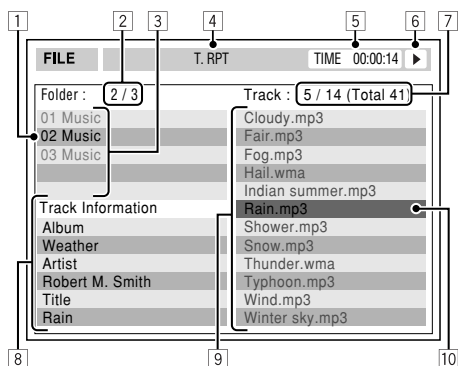 1 2 3 4 5 6 7
FILE T. RPT TIME 00:00:14
Folder : 2 / 3
Track : 5 / 14 (Total 41)
01 Music
02 Music
03 Music
Cloudy.mp3
Fair.mp3
Fog.mp3
Hail.wma
Indian summer.mp3
Rain.mp3
Shower.mp3
Snow.mp3
Thunder.wma
Typhoon.mp3
Wind.mp3
Winter sky.mp3
Track Information
Album
Weather
Artist
Robert M. Smith
Title
Rain
8 9 10